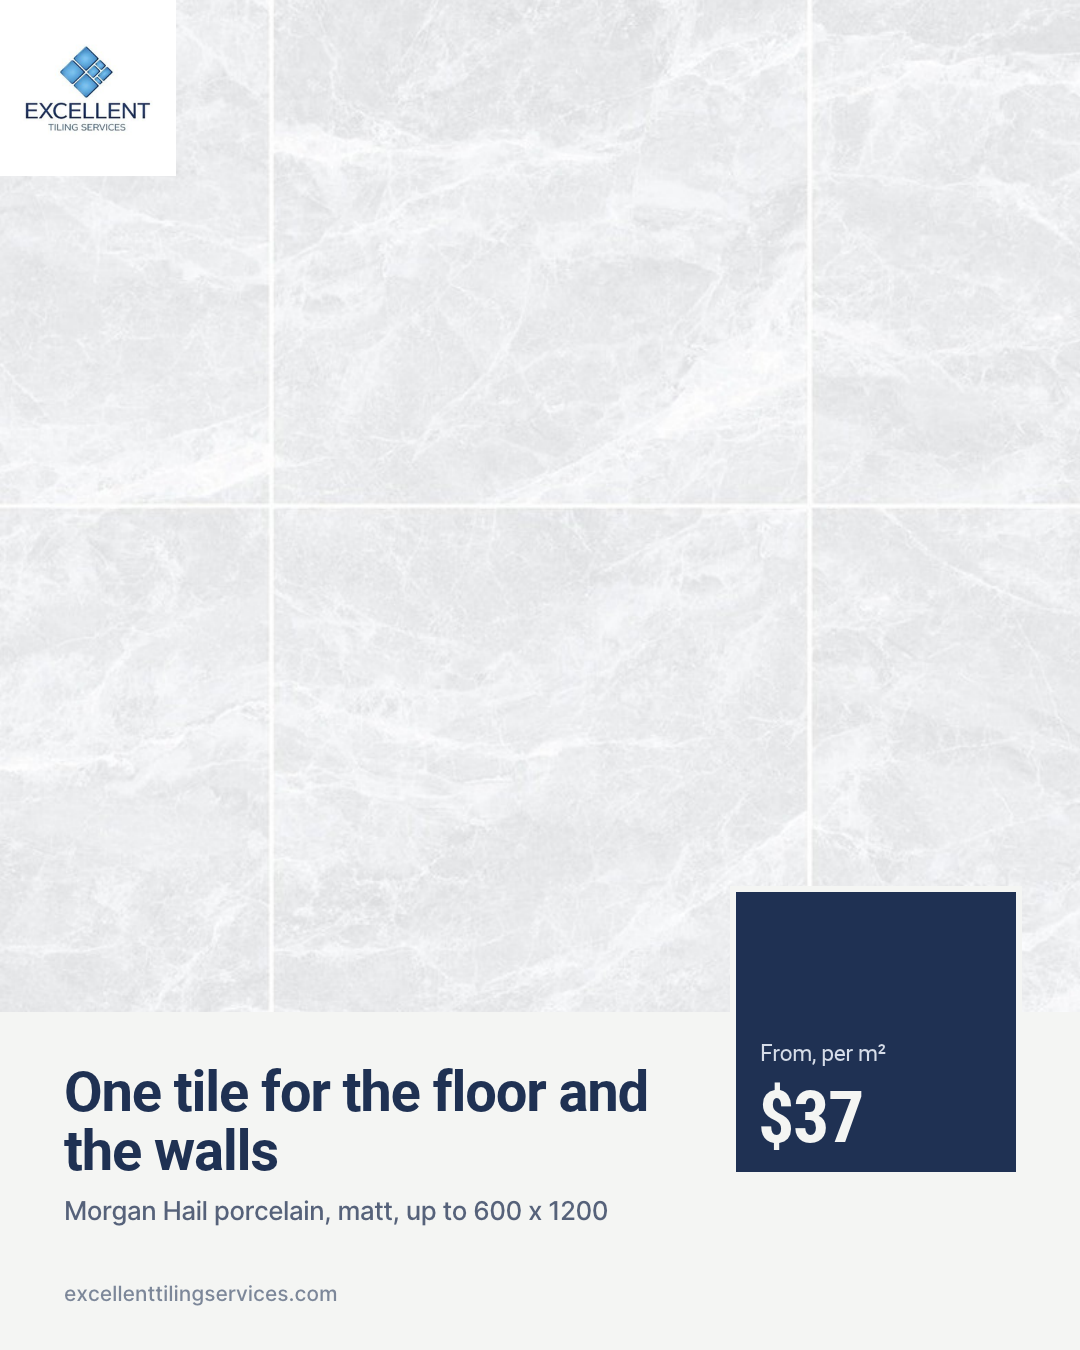 EXCELLENT
TILING SERVICES
From, per m²
$37
One tile for the floor and
the walls
Morgan Hail porcelain, matt, up to 600 x 1200
excellenttilingservices.com